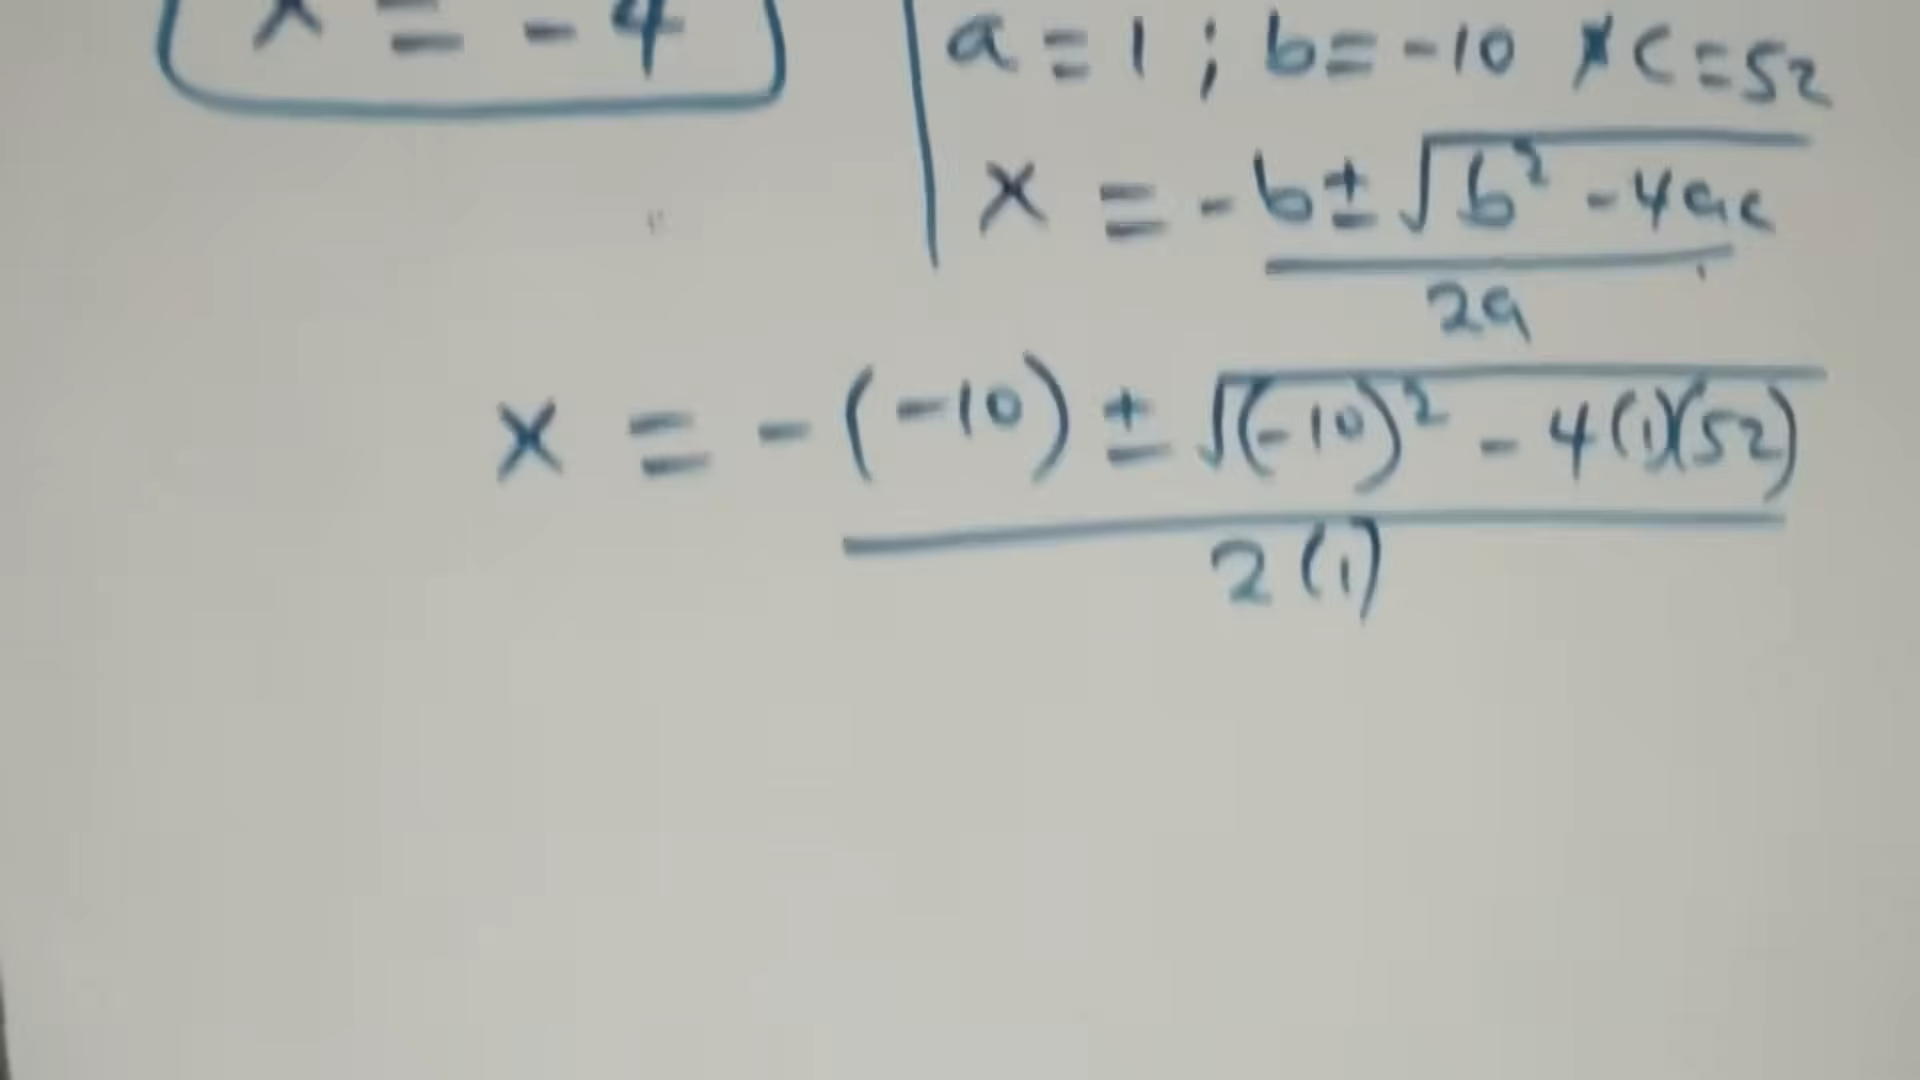 x = -4
a = 1 ; b = -10 x c = 52
x = -b ± √b² - 4ac
2a
x = -(-10) ± √(-10)² - 4(1)(52)
2(1)